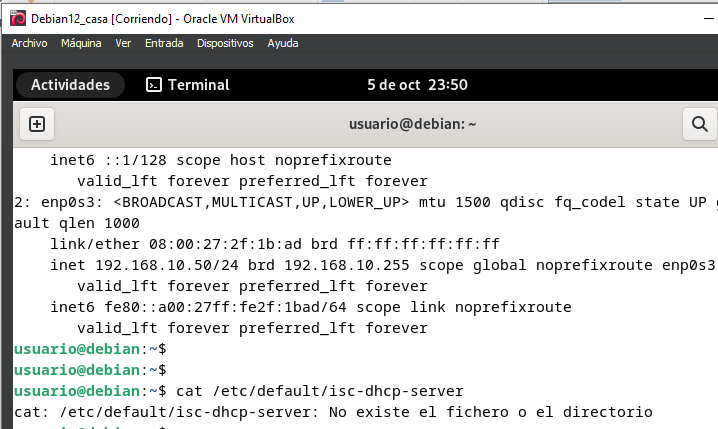 Debian12_casa [Corriendo] - Oracle VM VirtualBox
Archivo Máquina Ver Entrada Dispositivos Ayuda
Actividades Terminal 5 de oct 23:50
usuario@debian: ~
inet6 ::1/128 scope host noprefixroute
valid_lft forever preferred_lft forever
2: enp0s3: <BROADCAST,MULTICAST,UP,LOWER_UP> mtu 1500 qdisc fq_codel state UP
ault qlen 1000
link/ether 08:00:27:2f:1b:ad brd ff:ff:ff:ff:ff:ff
inet 192.168.10.50/24 brd 192.168.10.255 scope global noprefixroute enp0s3
valid_lft forever preferred_lft forever
inet6 fe80::a00:27ff:fe2f:1bad/64 scope link noprefixroute
valid_lft forever preferred_lft forever
usuario@debian:~$
usuario@debian:~$
usuario@debian:~$ cat /etc/default/isc-dhcp-server
cat: /etc/default/isc-dhcp-server: No existe el fichero o el directorio